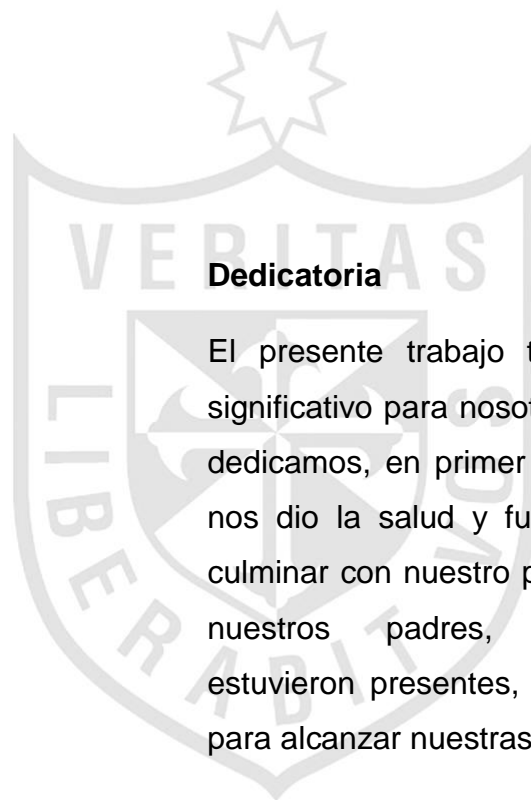 VERITAS
LIBERABIT VOS
Dedicatoria
El presente trabajo t
significativo para nosot
dedicamos, en primer
nos dio la salud y fu
culminar con nuestro p
nuestros padres,
estuvieron presentes,
para alcanzar nuestras